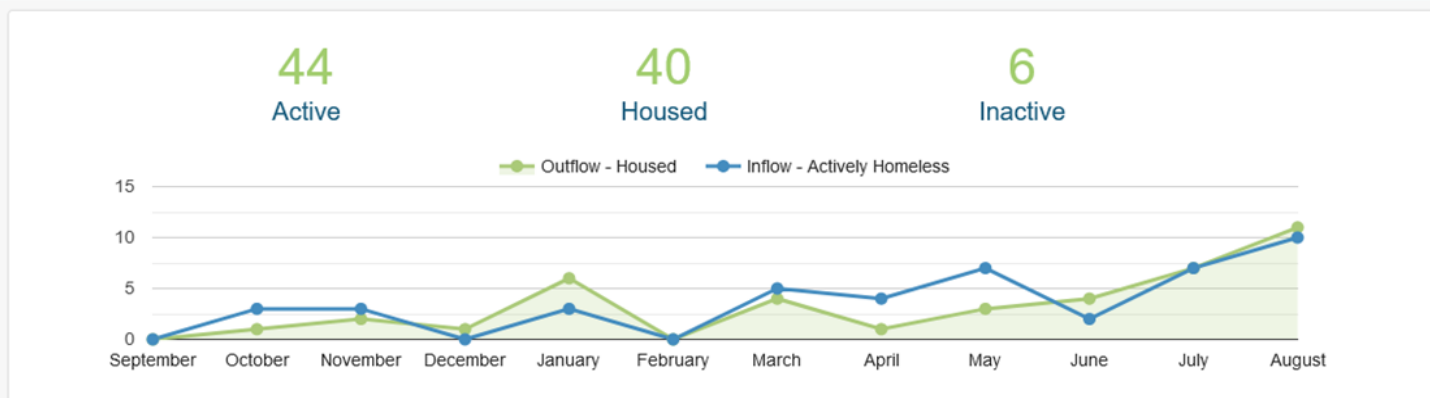 44 40 6
Active Housed Inactive
Outflow - Housed Inflow - Actively Homeless
15
10
5
0
September October November December January February March April May June July August